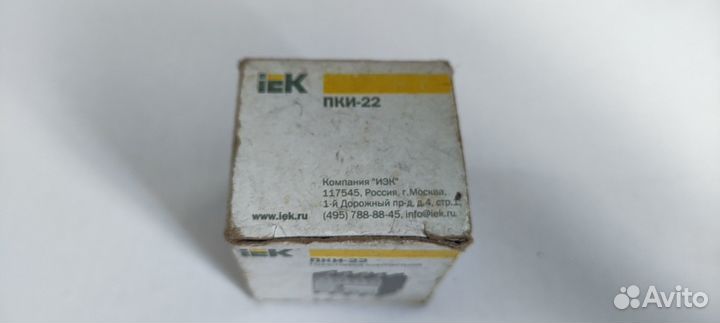 iEK
ПКИ-22
Компания "ИЭК"
117545, Россия, г.Москва,
1-й Дорожный пр-д, д.4, стр.1,
www.iek.ru
(495) 788-88-45, info@iek.ru
iEK
ПКИ-22
Avito